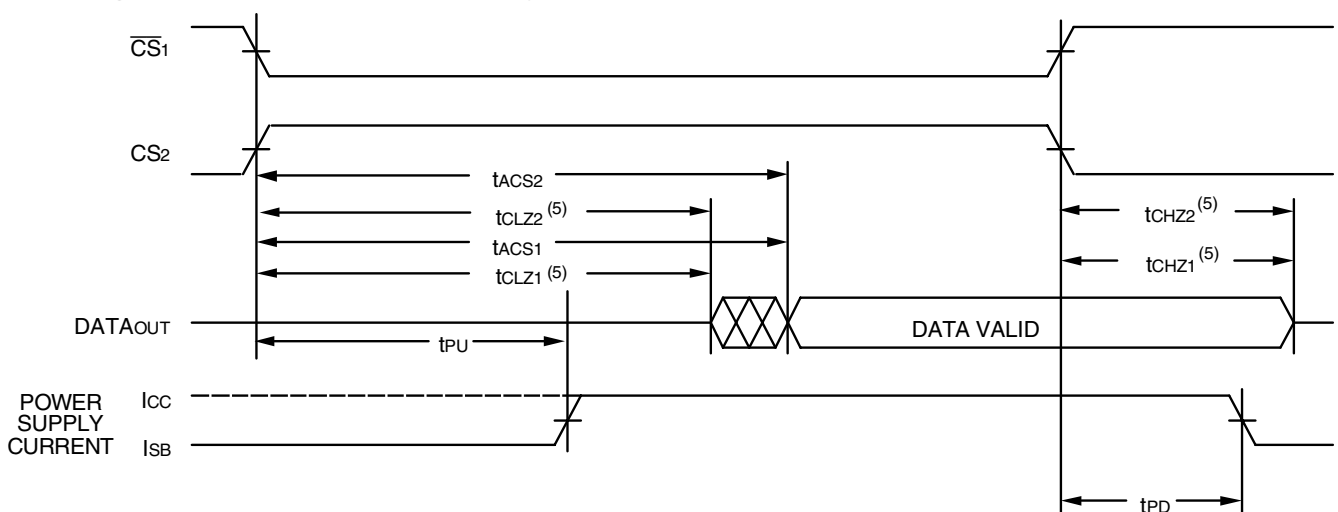 CS1
CS2
tACS2
tCLZ2 (5)
tACS1
tCLZ1 (5)
tCHZ2 (5)
tCHZ1 (5)
DATAOUT
DATA VALID
tPU
POWER SUPPLY CURRENT
ICC
ISB
tPD